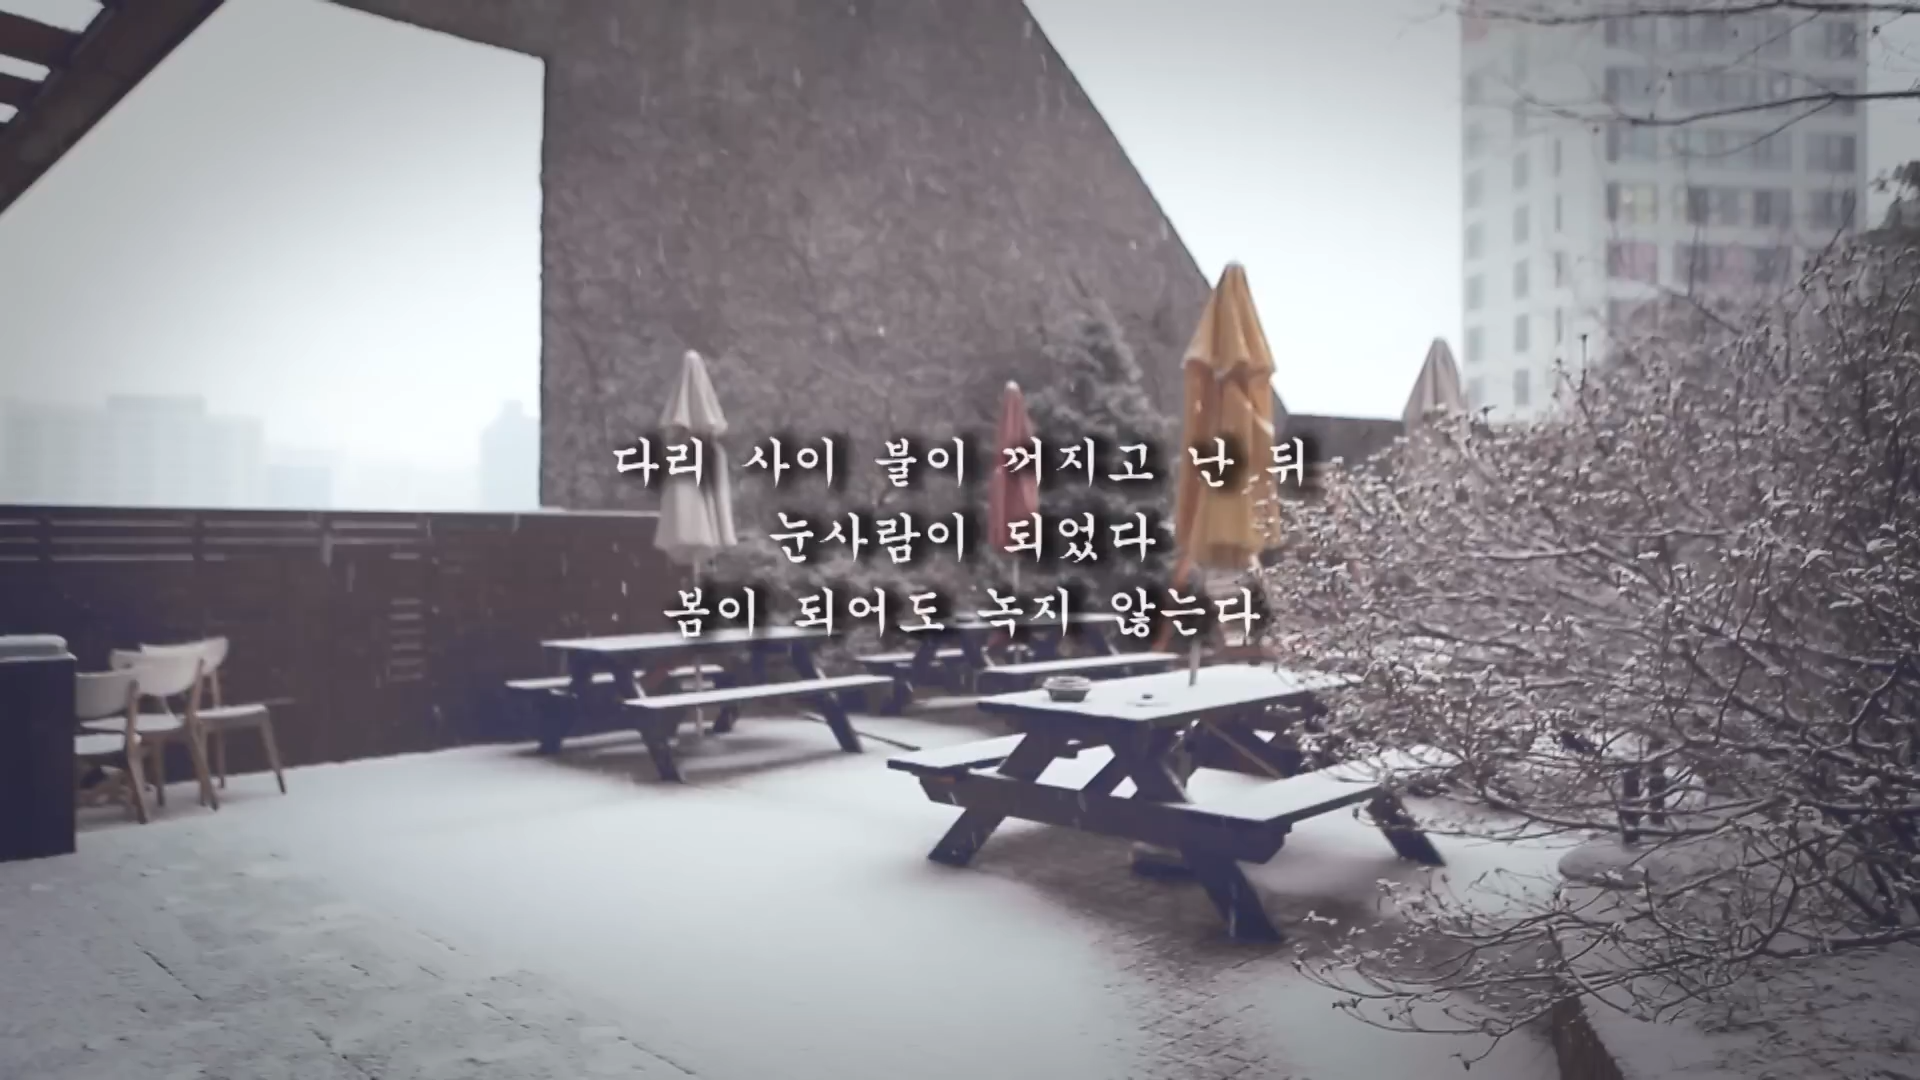 다리 사이 불이 꺼지고 난 뒤
눈사람이 되었다
봄이 되어도 녹지 않는다